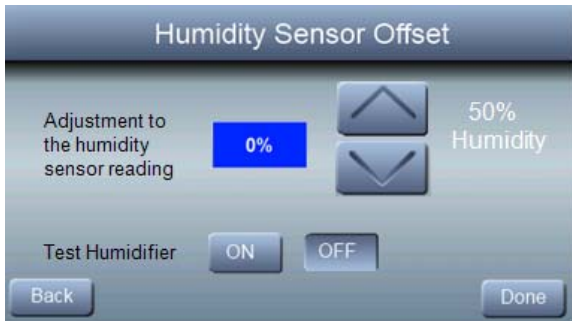 Humidity Sensor Offset
Adjustment to
the humidity
sensor reading
0%
50%
Humidity
Test Humidifier
ON
OFF
Back
Done